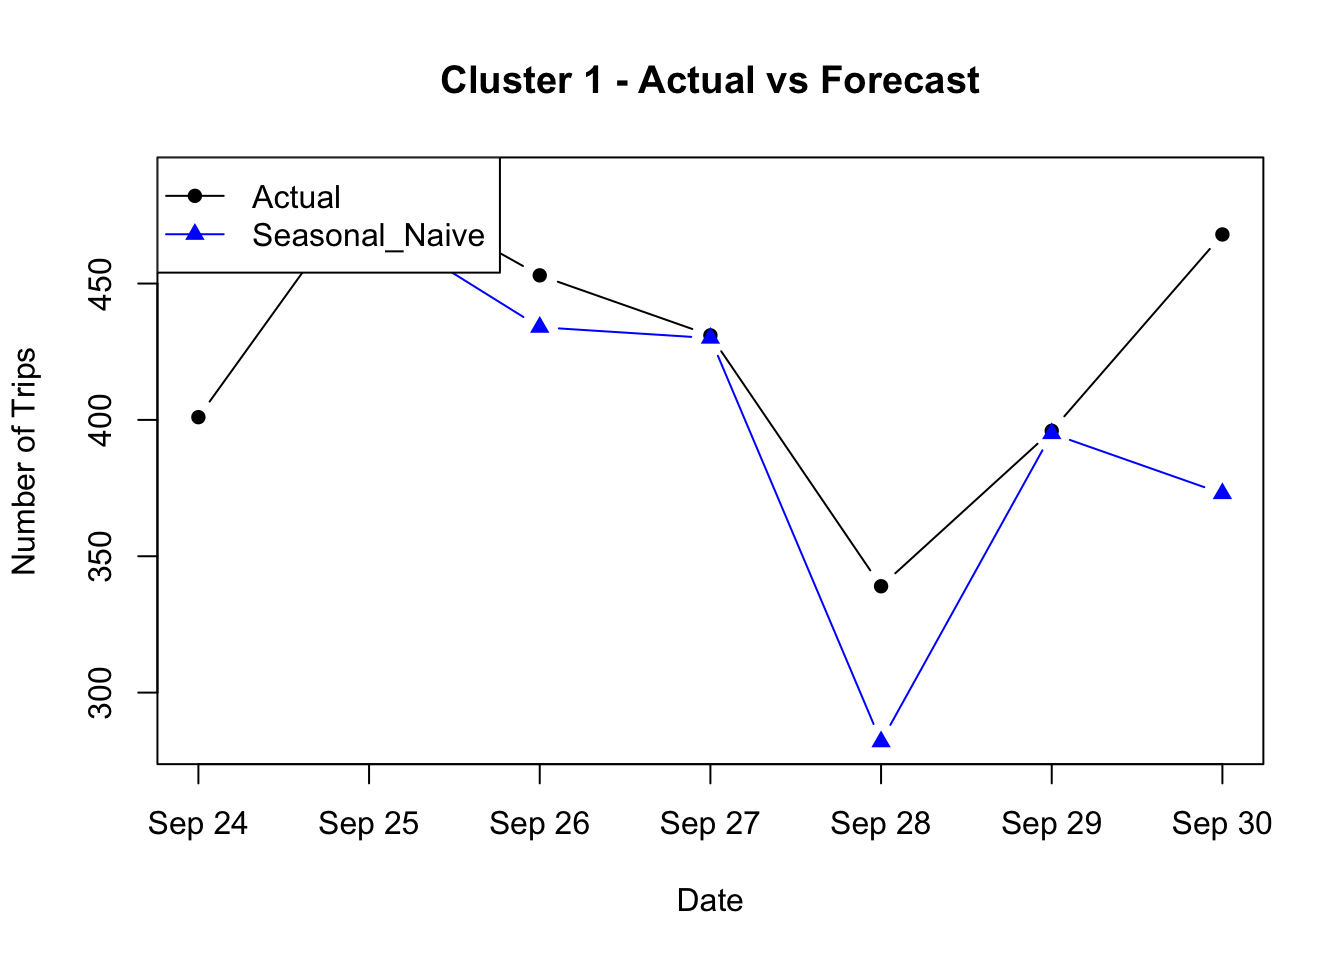 Cluster 1 - Actual vs Forecast
Actual
Seasonal_Naive
Number of Trips
450
400
350
300
Sep 24 Sep 25 Sep 26 Sep 27 Sep 28 Sep 29 Sep 30
Date